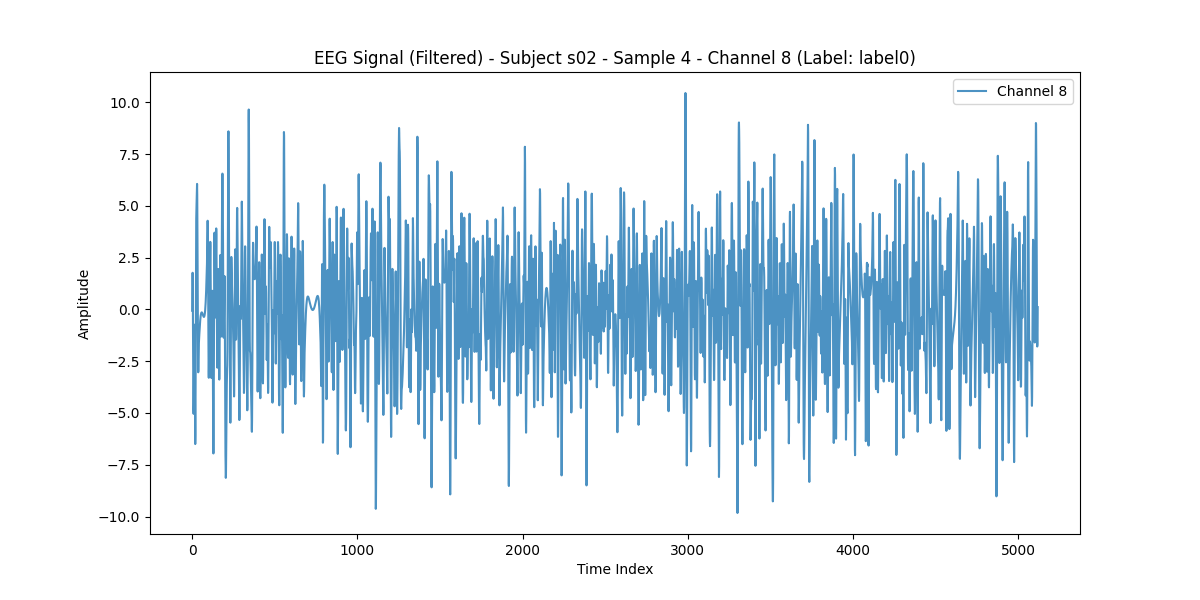 EEG Signal (Filtered) - Subject s02 - Sample 4 - Channel 8 (Label: label0)
Channel 8
10.0
7.5
5.0
2.5
0.0
−2.5
−5.0
−7.5
−10.0
Amplitude
0 1000 2000 3000 4000 5000
Time Index